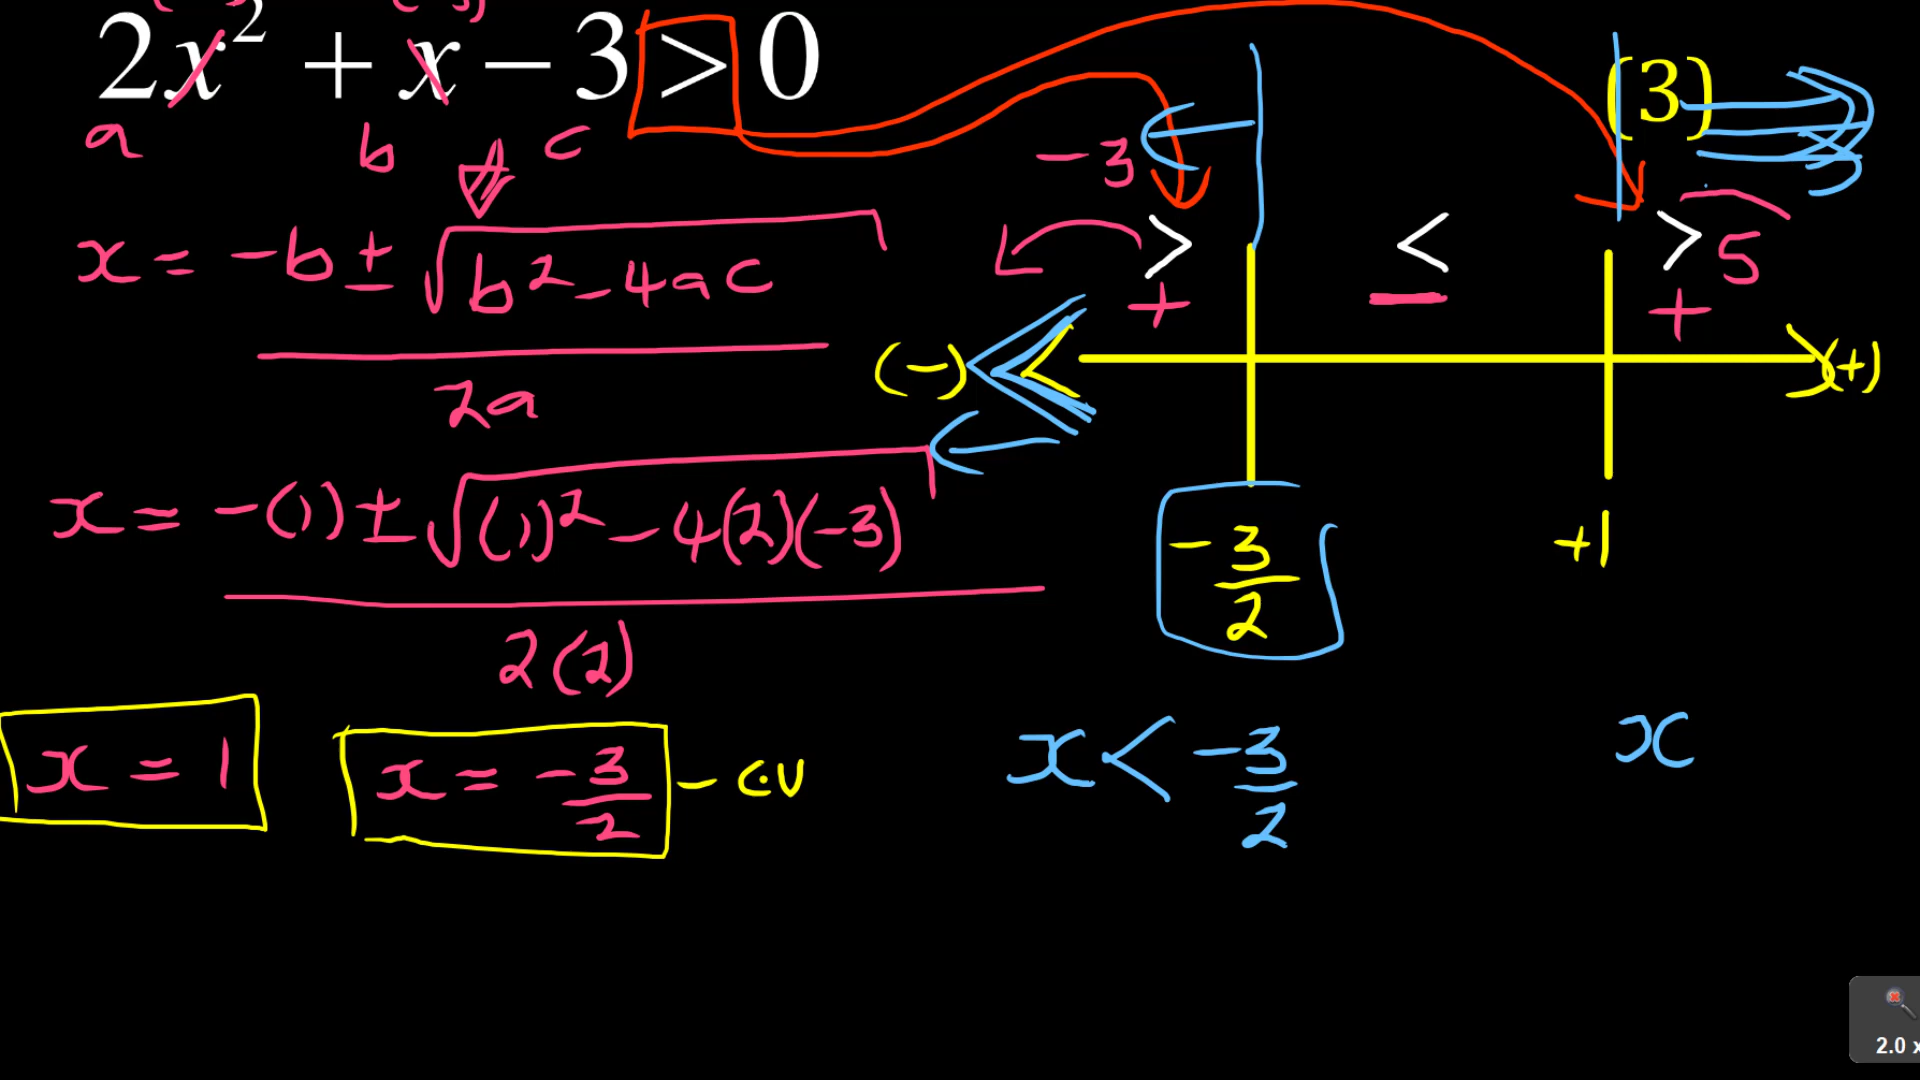 2x² + x − 3 > 0
(3)
a b c
−3
x = −b ± √b² − 4ac
2a
> < > 5
+ − +
(−) (+)
x = −(1) ± √(1)² − 4(2)(−3)
2(2)
−3/2 +1
x = 1
x = −3/2 − c.v
x < −3/2
x
2.0 x